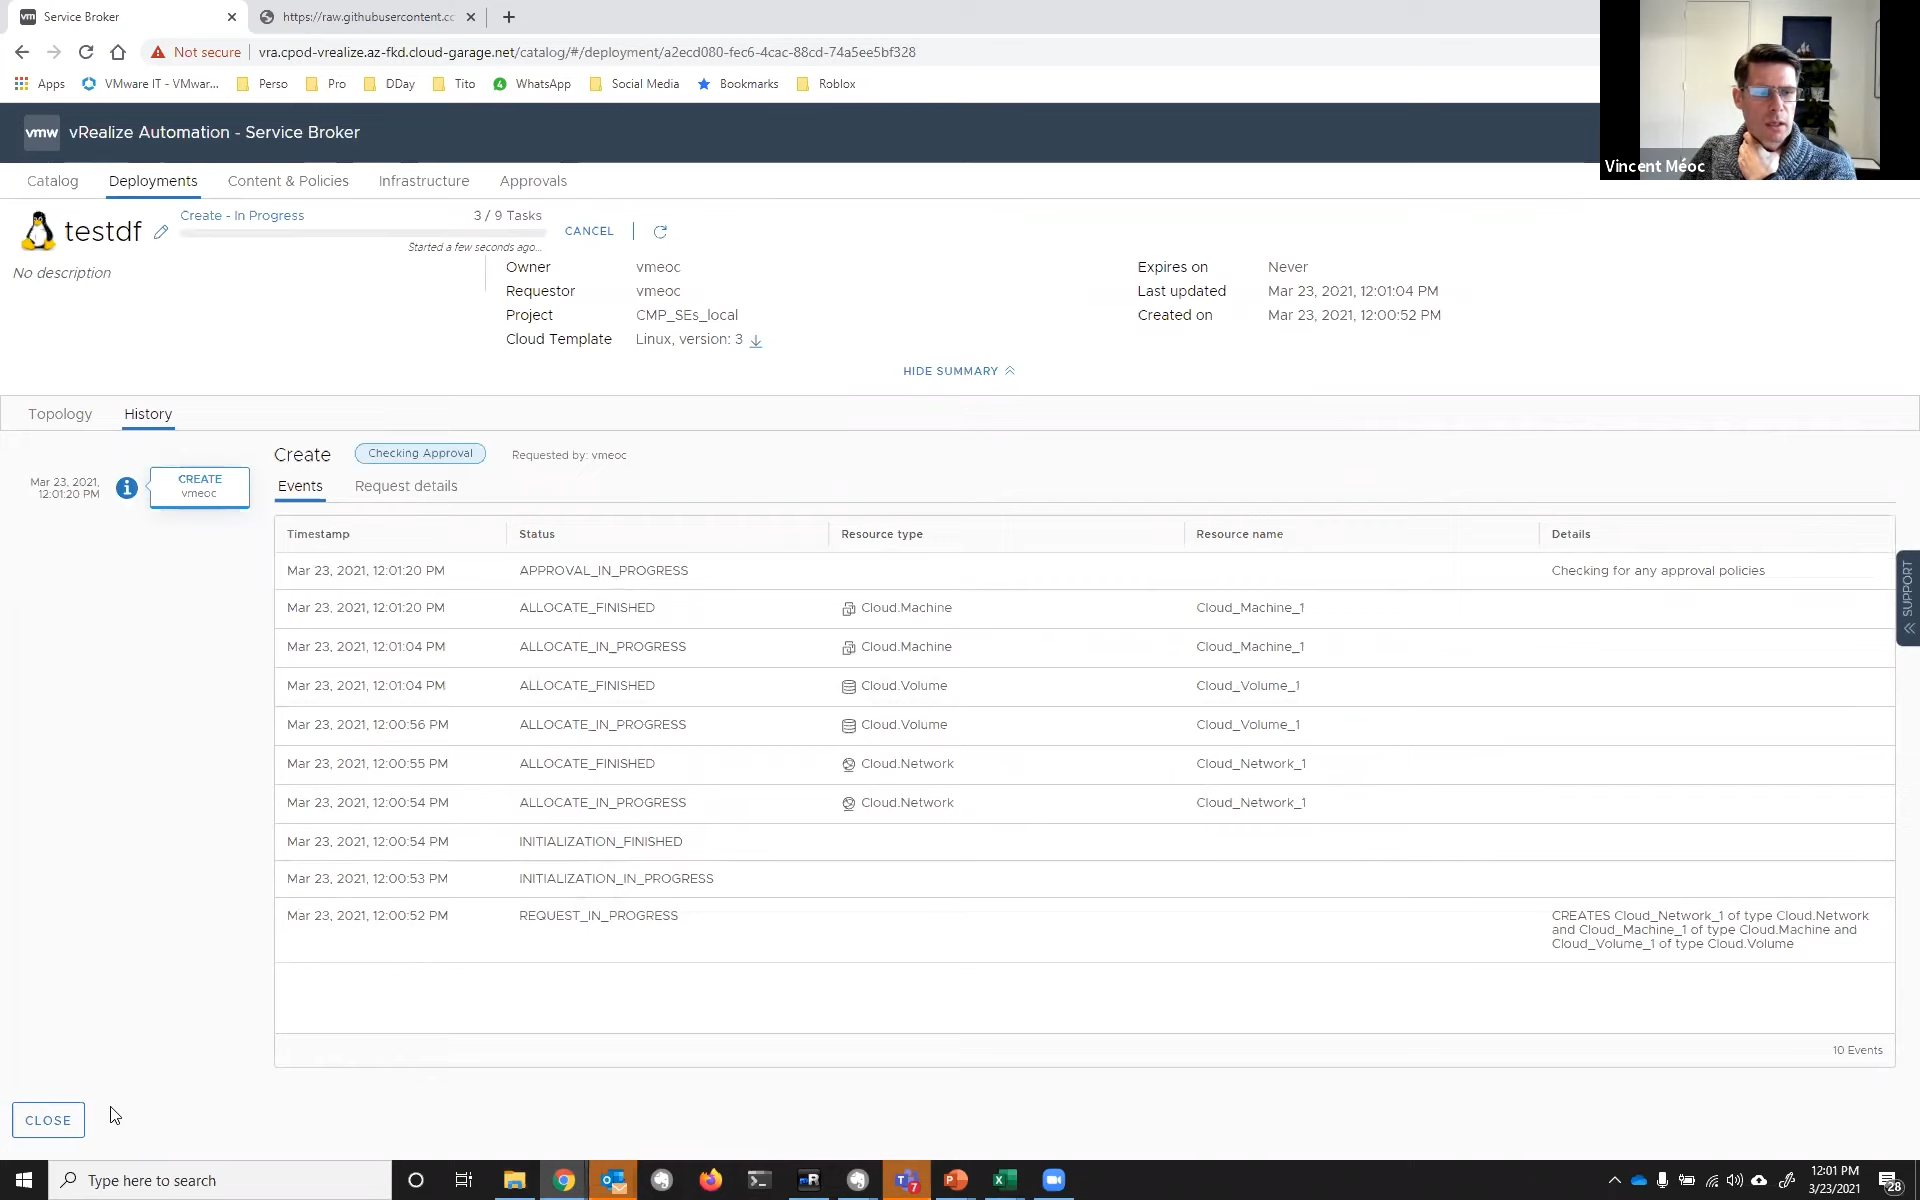 vm Service Broker
https://raw.githubusercontent.cc
Not secure vra.cpod-vrealize.az-fkd.cloud-garage.net/catalog/#/deployment/a2ecd080-fec6-4cac-88cd-74a5ee5bf328
Apps VMware IT - VMwar... Perso Pro DDay Tito 4 WhatsApp Social Media Bookmarks Roblox
vmw vRealize Automation - Service Broker
Vincent Méoc
Catalog Deployments Content & Policies Infrastructure Approvals
testdf Create - In Progress 3 / 9 Tasks CANCEL
Started a few seconds ago...
No description
Owner vmeoc Expires on Never
Requestor vmeoc Last updated Mar 23, 2021, 12:01:04 PM
Project CMP_SEs_local Created on Mar 23, 2021, 12:00:52 PM
Cloud Template Linux, version: 3
HIDE SUMMARY
Topology History
Mar 23, 2021, 12:01:20 PM
CREATE
vmeoc
Create Checking Approval Requested by: vmeoc
Events Request details
Timestamp Status Resource type Resource name Details
Mar 23, 2021, 12:01:20 PM APPROVAL_IN_PROGRESS Checking for any approval policies
Mar 23, 2021, 12:01:20 PM ALLOCATE_FINISHED Cloud.Machine Cloud_Machine_1
Mar 23, 2021, 12:01:04 PM ALLOCATE_IN_PROGRESS Cloud.Machine Cloud_Machine_1
Mar 23, 2021, 12:01:04 PM ALLOCATE_FINISHED Cloud.Volume Cloud_Volume_1
Mar 23, 2021, 12:00:56 PM ALLOCATE_IN_PROGRESS Cloud.Volume Cloud_Volume_1
Mar 23, 2021, 12:00:55 PM ALLOCATE_FINISHED Cloud.Network Cloud_Network_1
Mar 23, 2021, 12:00:54 PM ALLOCATE_IN_PROGRESS Cloud.Network Cloud_Network_1
Mar 23, 2021, 12:00:54 PM INITIALIZATION_FINISHED
Mar 23, 2021, 12:00:53 PM INITIALIZATION_IN_PROGRESS
Mar 23, 2021, 12:00:52 PM REQUEST_IN_PROGRESS CREATES Cloud_Network_1 of type Cloud.Network
and Cloud_Machine_1 of type Cloud.Machine and
Cloud_Volume_1 of type Cloud.Volume
10 Events
SUPPORT
CLOSE
Type here to search
mR
7
12:01 PM
3/23/2021
28